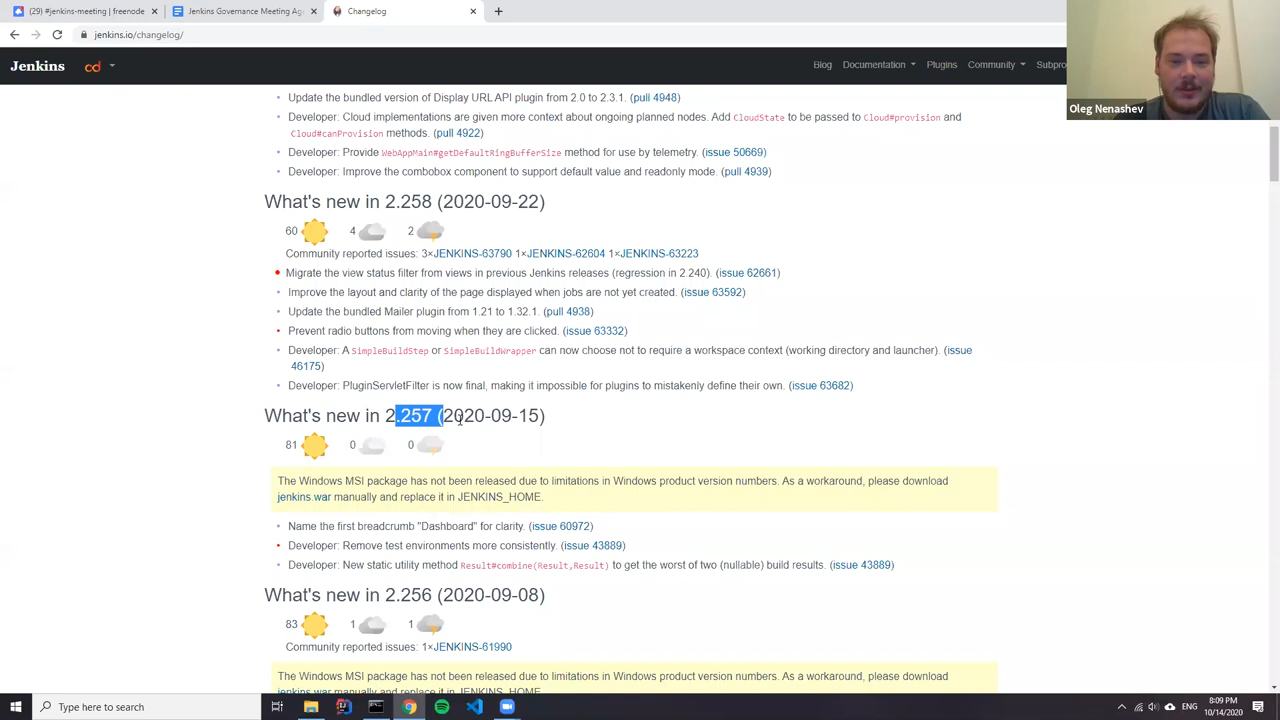 (29) #jenkins-meeting | freenode
Jenkins Governance Meeting Ag
Changelog
jenkins.io/changelog/
Jenkins
cd
Blog
Documentation
Plugins
Community
Subpro
Oleg Nenashev
Update the bundled version of Display URL API plugin from 2.0 to 2.3.1. (pull 4948)
Developer: Cloud implementations are given more context about ongoing planned nodes. Add CloudState to be passed to Cloud#provision and
Cloud#canProvision methods. (pull 4922)
Developer: Provide WebAppMain#getDefaultRingBufferSize method for use by telemetry. (issue 50669)
Developer: Improve the combobox component to support default value and readonly mode. (pull 4939)
What's new in 2.258 (2020-09-22)
60 4 2
Community reported issues: 3×JENKINS-63790 1×JENKINS-62604 1×JENKINS-63223
Migrate the view status filter from views in previous Jenkins releases (regression in 2.240). (issue 62661)
Improve the layout and clarity of the page displayed when jobs are not yet created. (issue 63592)
Update the bundled Mailer plugin from 1.21 to 1.32.1. (pull 4938)
Prevent radio buttons from moving when they are clicked. (issue 63332)
Developer: A SimpleBuildStep or SimpleBuildWrapper can now choose not to require a workspace context (working directory and launcher). (issue
46175)
Developer: PluginServletFilter is now final, making it impossible for plugins to mistakenly define their own. (issue 63682)
What's new in 2.257 (2020-09-15)
81 0 0
The Windows MSI package has not been released due to limitations in Windows product version numbers. As a workaround, please download
jenkins.war manually and replace it in JENKINS_HOME.
Name the first breadcrumb "Dashboard" for clarity. (issue 60972)
Developer: Remove test environments more consistently. (issue 43889)
Developer: New static utility method Result#combine(Result,Result) to get the worst of two (nullable) build results. (issue 43889)
What's new in 2.256 (2020-09-08)
83 1 1
Community reported issues: 1×JENKINS-61990
The Windows MSI package has not been released due to limitations in Windows product version numbers. As a workaround, please download
jenkins.war manually and replace it in JENKINS_HOME.
Type here to search
8:09 PM
10/14/2020